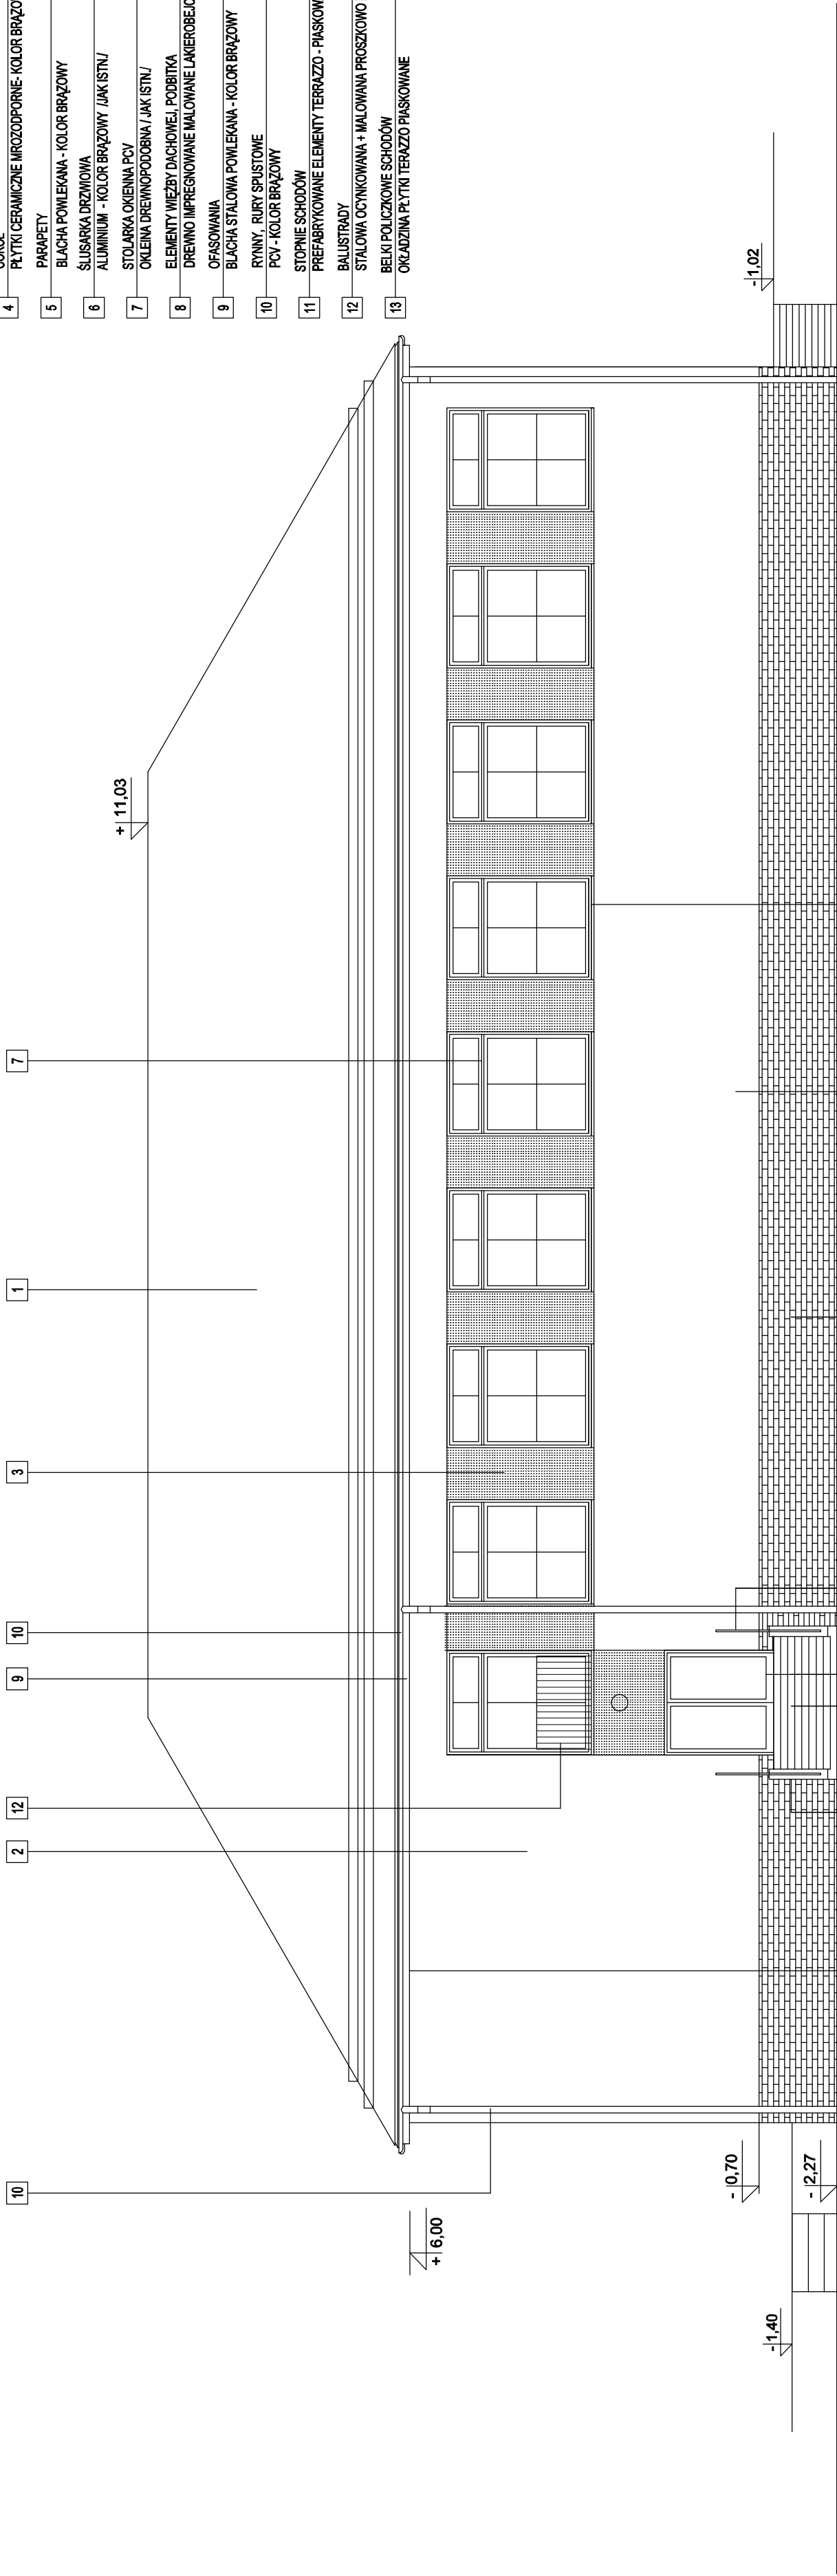 4
PŁYTKI CERAMICZNE MROZODPORNE- KOLOR
5
PARAPETY
BLACHA POWLEKANA - KOLOR BRĄZOWY
6
ŚLUSARKA DRZWIOWA
ALUMINIUM - KOLOR BRĄZOWY /JAK ISTN./
7
STOLARKA OKIENNA PCV
OKLEINA DREWNOPODOBNA / JAK ISTN./
8
ELEMENTY WIĘŹBY DACHOWEJ, PODBITKA
DREWNO IMPREGNOWANE MALOWANE
9
OFASOWANIA
BLACHA STALOWA POWLEKANA - KOLOR BRĄZOWY
10
RYNNY, RURY SPUSTOWE
PCV - KOLOR BRĄZOWY
11
STOPNIE SCHODÓW
PREFABRYKOWANE ELEMENTY TERRAZZO -
12
BALUSTRADY
STALOWA OCYNKOWANA + MALOWANA PROSZKOWO
13
BELKI POLICZKOWE SCHODÓW
OKŁADZINA PŁYTKI TERAZZO PIASKOWANE
10
2
12
9
10
3
1
7
+ 11,03
+ 6,00
- 0,70
- 2,27
- 1,40
- 1,02